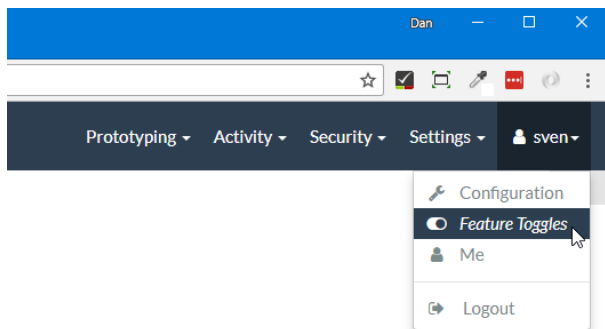 Dan
Prototyping Activity Security Settings sven
Configuration
Feature Toggles
Me
Logout